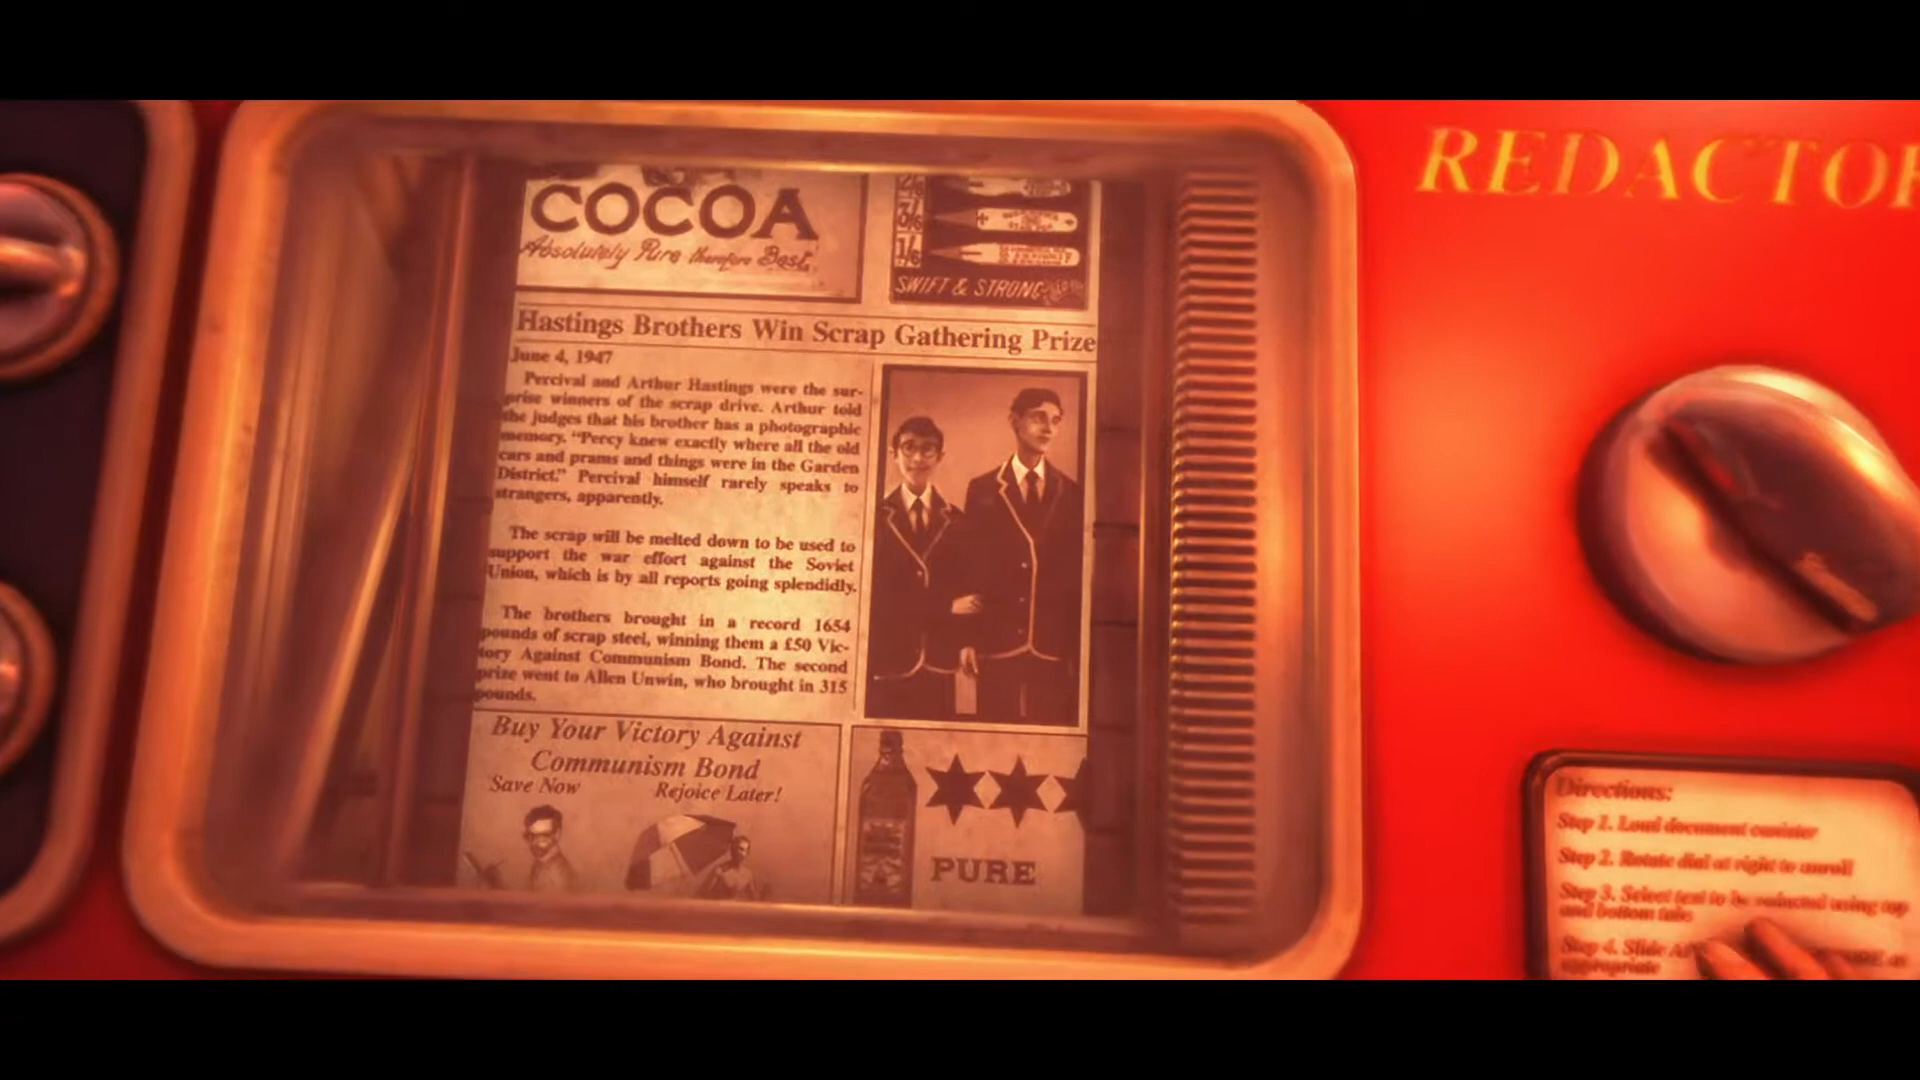 COCOA
Absolutely Pure therefore Best.
3/6
1/6
SWIFT & STRONG
REDACTOR
Hastings Brothers Win Scrap Gathering Prize
June 4, 1947
Percival and Arthur Hastings were the sur-
prise winners of the scrap drive. Arthur told
the judges that his brother has a photographic
memory. “Percy knew exactly where all the old
cars and prams and things were in the Garden
District.” Percival himself rarely speaks to
strangers, apparently.
The scrap will be melted down to be used to
support the war effort against the Soviet
Union, which is by all reports going splendidly.
The brothers brought in a record 1654
pounds of scrap steel, winning them a £50 Vic-
tory Against Communism Bond. The second
prize went to Allen Unwin, who brought in 315
pounds.
Buy Your Victory Against
Communism Bond
Save Now Rejoice Later!
PURE
Directions:
Step 1. Load document canister
Step 2. Rotate dial at right to unroll
Step 3. Select text to be redacted using top
and bottom tabs
Step 4. Slide
appropriate